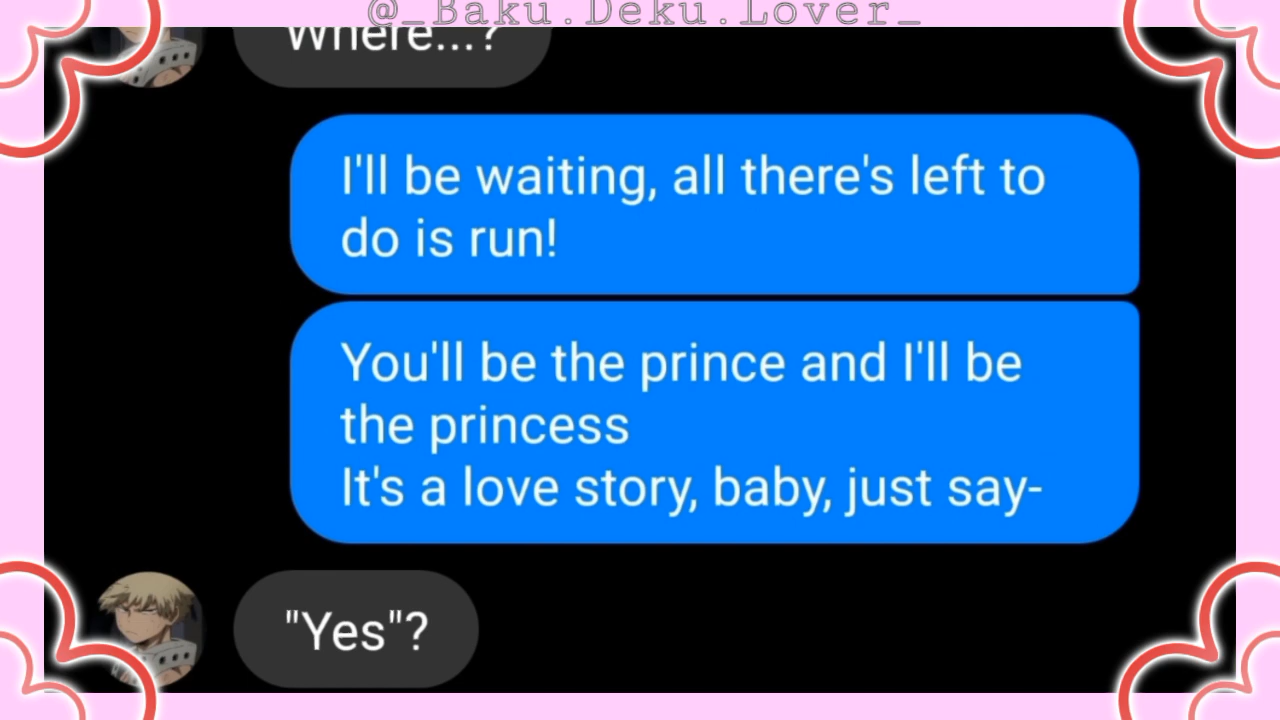 @_Baku.Deku.Lover_
Where...?
I'll be waiting, all there's left to
do is run!
You'll be the prince and I'll be
the princess
It's a love story, baby, just say-
"Yes"?